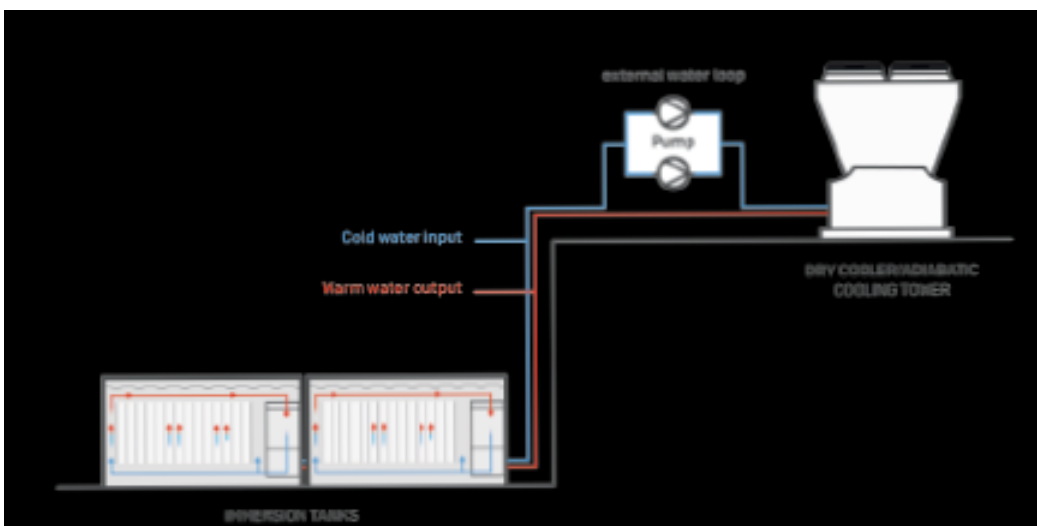 external water loop
Pump
Cold water input
Warm water output
DRY COOLER/ADIABATIC
COOLING TOWER
IMMERSION TANKS